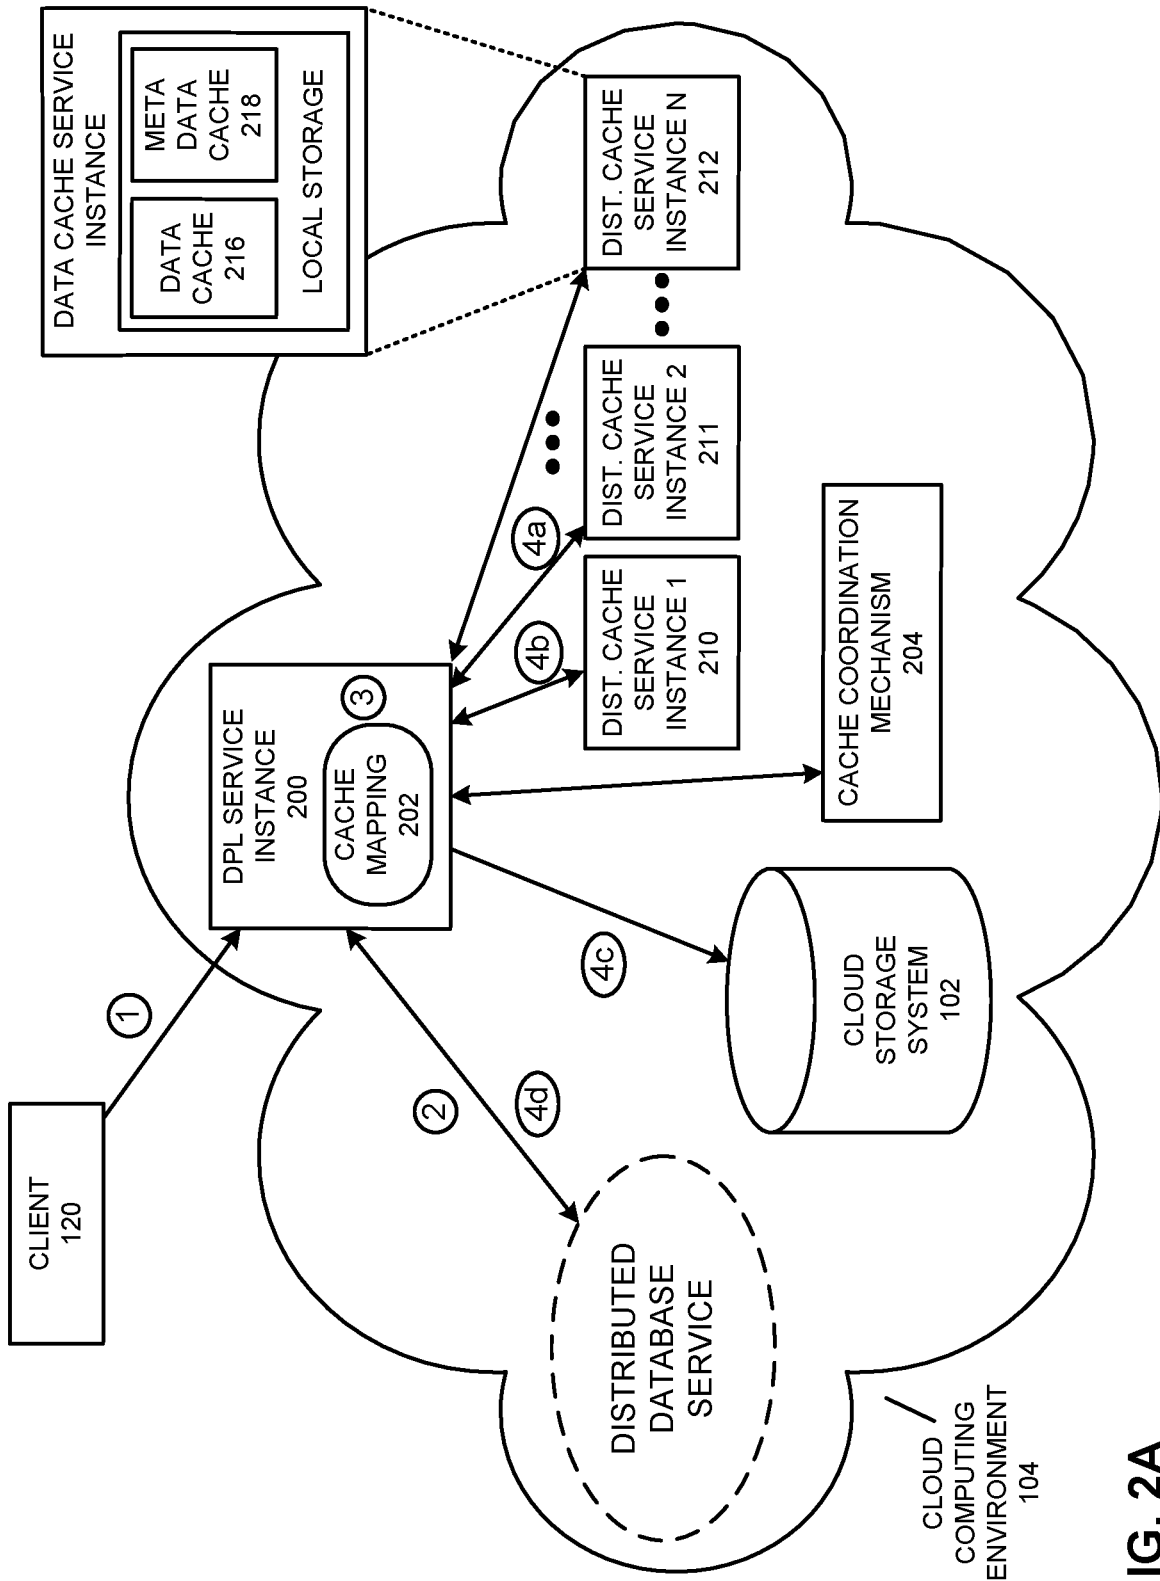 CLIENT
120
1
DATA CACHE SERVICE
INSTANCE
DATA
CACHE
216
META
DATA
CACHE
218
LOCAL STORAGE
DPL SERVICE
INSTANCE
200
CACHE
MAPPING
202
3
2
4d
4c
4b
4a
DISTRIBUTED
DATABASE
SERVICE
CLOUD
STORAGE
SYSTEM
102
DIST. CACHE
SERVICE
INSTANCE 1
210
DIST. CACHE
SERVICE
INSTANCE 2
211
DIST. CACHE
SERVICE
INSTANCE N
212
CACHE COORDINATION
MECHANISM
204
CLOUD
COMPUTING
ENVIRONMENT
104
IG. 2A